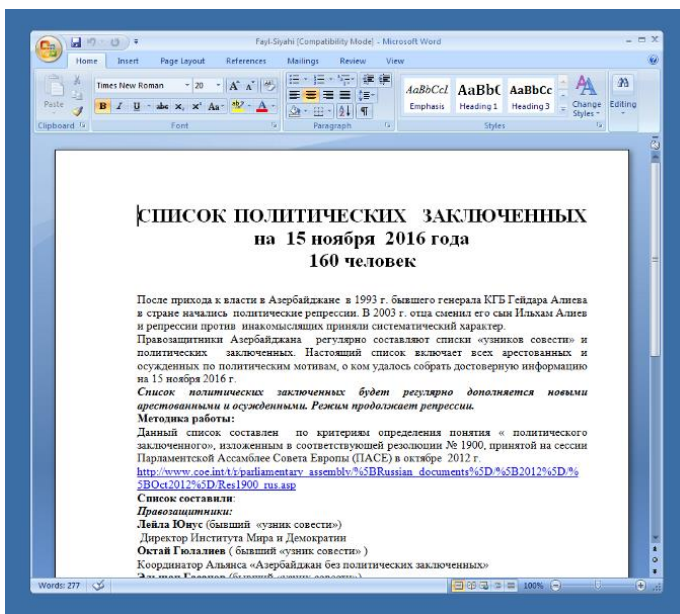 Fayl-Siyahi [Compatibility Mode] - Microsoft Word
Home Insert Page Layout References Mailings Review View
Times New Roman 20
AaBbCcI AaBbC AaBbCc
Paste Emphasis Heading 1 Heading 3 Change Styles Editing
Clipboard Font Paragraph Styles
СПИСОК ПОЛИТИЧЕСКИХ ЗАКЛЮЧЕННЫХ
на 15 ноября 2016 года
160 человек
После прихода к власти в Азербайджане в 1993 г. бывшего генерала КГБ Гейдара Алиева
в стране начались политические репрессии. В 2003 г. отца сменил его сын Ильхам Алиев
и репрессии против инакомыслящих приняли систематический характер.
Правозащитники Азербайджана регулярно составляют списки «узников совести» и
политических заключенных. Настоящий список включает всех арестованных и
осужденных по политическим мотивам, о ком удалось собрать достоверную информацию
на 15 ноября 2016 г.
Список политических заключенных будет регулярно дополняется новыми
арестованными и осужденными. Режим продолжает репрессии.
Методика работы:
Данный список составлен по критериям определения понятия « политического
заключенного», изложенным в соответствующей резолюции № 1900, принятой на сессии
Парламентской Ассамблее Совета Европы (ПАСЕ) в октябре 2012 г.
http://www.coe.int/t/r/parliamentary_assembly/%5BRussian_documents%5D/%5B2012%5D/%
5BOct2012%5D/Res1900_rus.asp
Список составили:
Правозащитники:
Лейла Юнус (бывший «узник совести»)
Директор Института Мира и Демократии
Октай Гюлалиев ( бывший «узник совести» )
Координатор Альянса «Азербайджан без политических заключенных»
Words: 277 100%